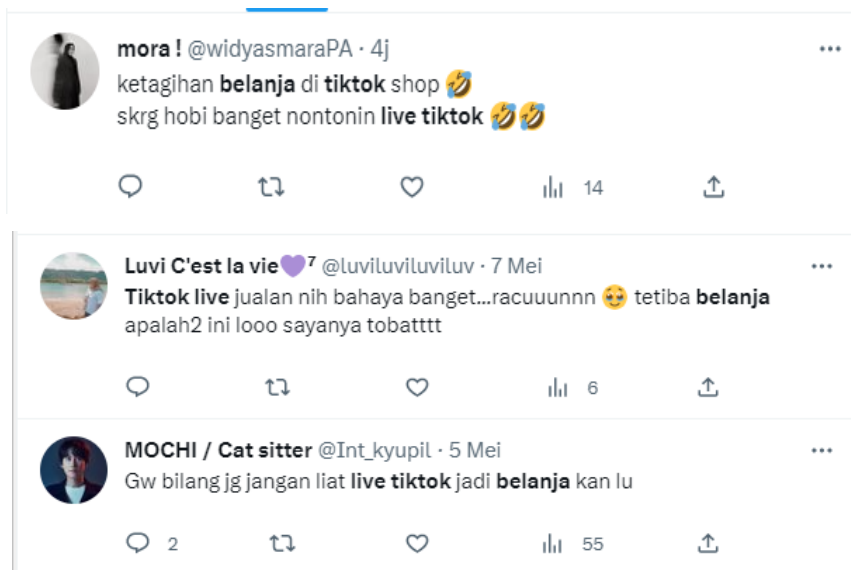 mora ! @widyasmaraPA · 4j
ketagihan belanja di tiktok shop 🤣
skrg hobi banget nontonin live tiktok 🤣🤣
14
Luvi C'est la vie💜⁷ @luviluviluviluv · 7 Mei
Tiktok live jualan nih bahaya banget...racuuunnn 🥹 tetiba belanja
apalah2 ini looo sayanya tobatttt
6
MOCHI / Cat sitter @Int_kyupil · 5 Mei
Gw bilang jg jangan liat live tiktok jadi belanja kan lu
2 55